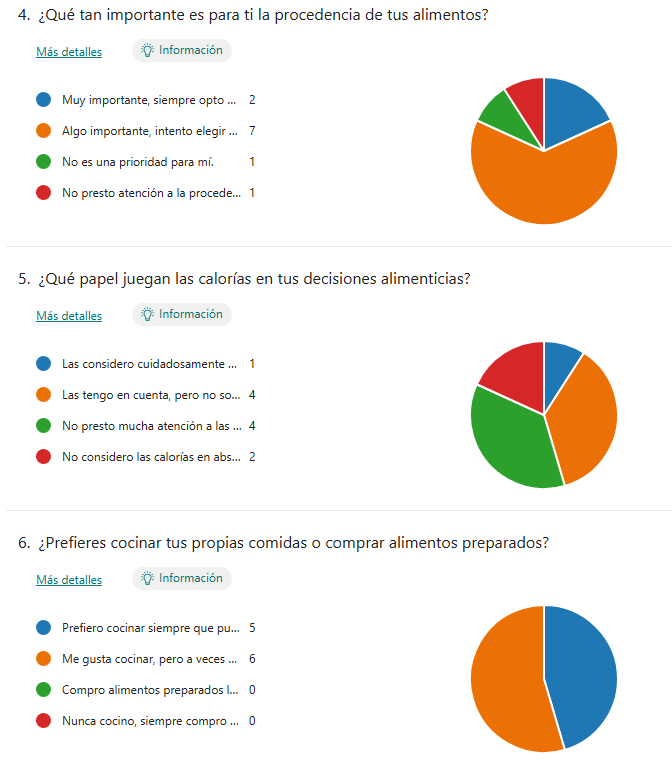 4. ¿Qué tan importante es para ti la procedencia de tus alimentos?
Más detalles Información
Muy importante, siempre opto ... 2
Algo importante, intento elegir ... 7
No es una prioridad para mí. 1
No presto atención a la procede... 1
5. ¿Qué papel juegan las calorías en tus decisiones alimenticias?
Más detalles Información
Las considero cuidadosamente ... 1
Las tengo en cuenta, pero no so... 4
No presto mucha atención a las ... 4
No considero las calorías en abs... 2
6. ¿Prefieres cocinar tus propias comidas o comprar alimentos preparados?
Más detalles Información
Prefiero cocinar siempre que pu... 5
Me gusta cocinar, pero a veces ... 6
Compro alimentos preparados l... 0
Nunca cocino, siempre compro ... 0